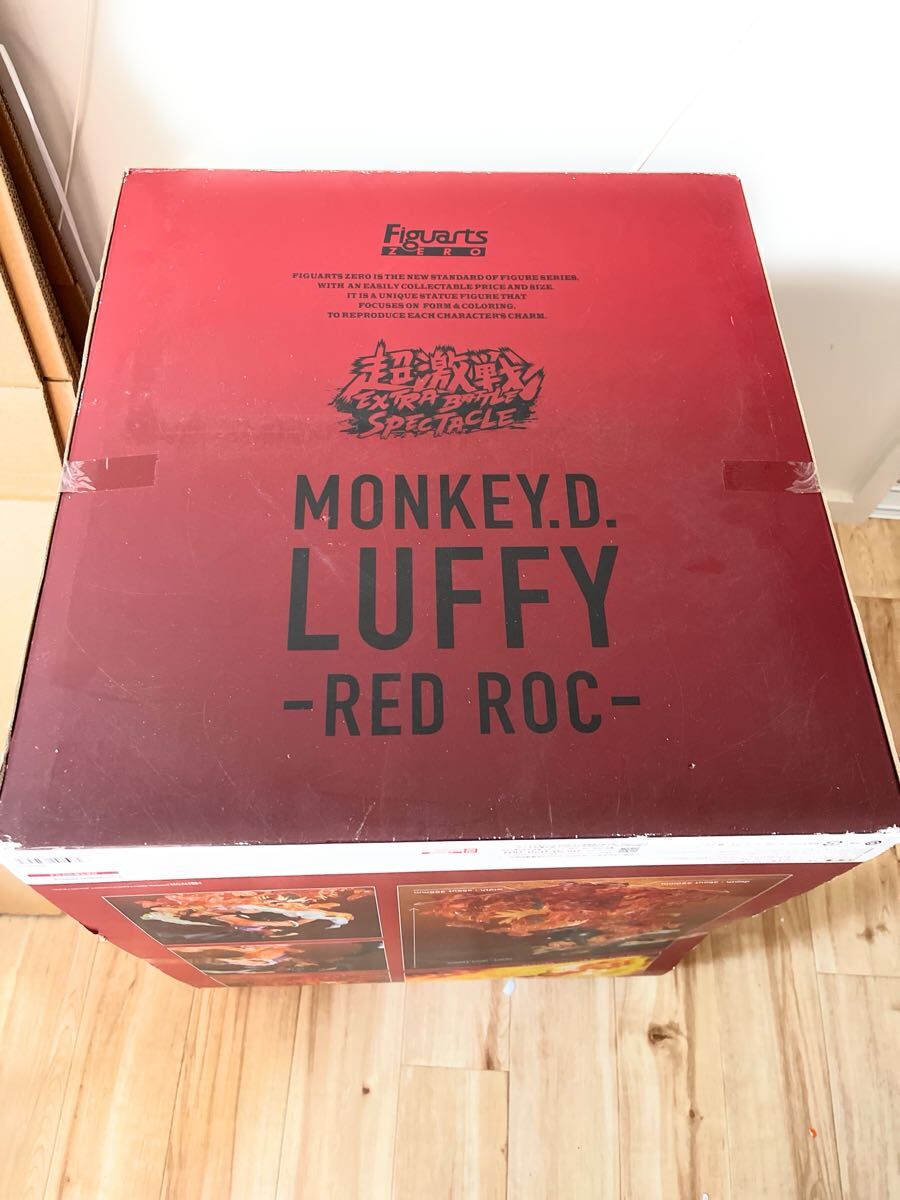 Figuarts
ZERO
FIGUARTS ZERO IS THE NEW STANDARD OF FIGURE SERIES.
WITH AN EASILY COLLECTABLE PRICE AND SIZE.
IT IS A UNIQUE STATUE FIGURE THAT
FOCUSES ON FORM & COLORING,
TO REPRODUCE EACH CHARACTER'S CHARM.
超激戦
EXTRA BATTLE
SPECTACLE
MONKEY.D.
LUFFY
-RED ROC-